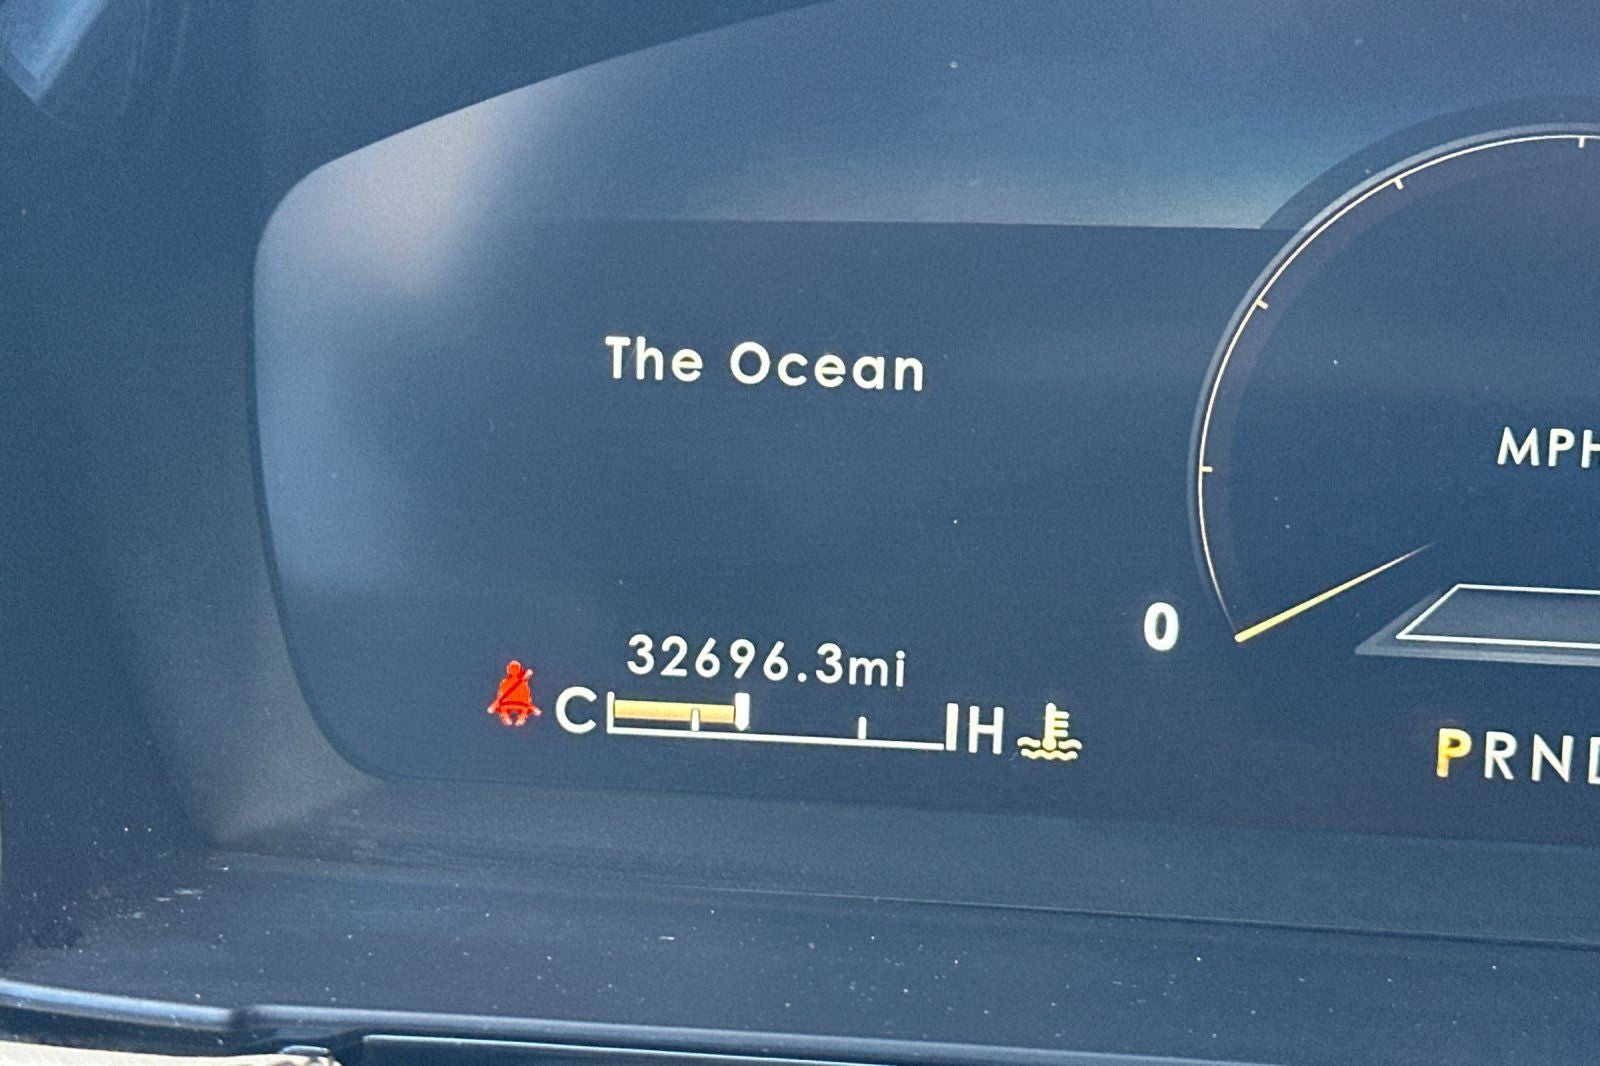 The Ocean
MPH
0
32696.3mi
C H
PRND